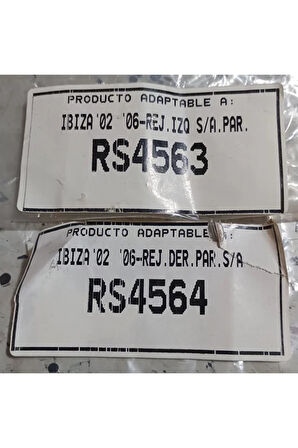 PRODUCTO ADAPTABLE A:
IBIZA'02 '06-REJ.IZQ S/A.PAR.
RS4563
PRODUCTO ADAPTABLE A:
IBIZA'02 '06-REJ.DER.PAR.S/A
RS4564